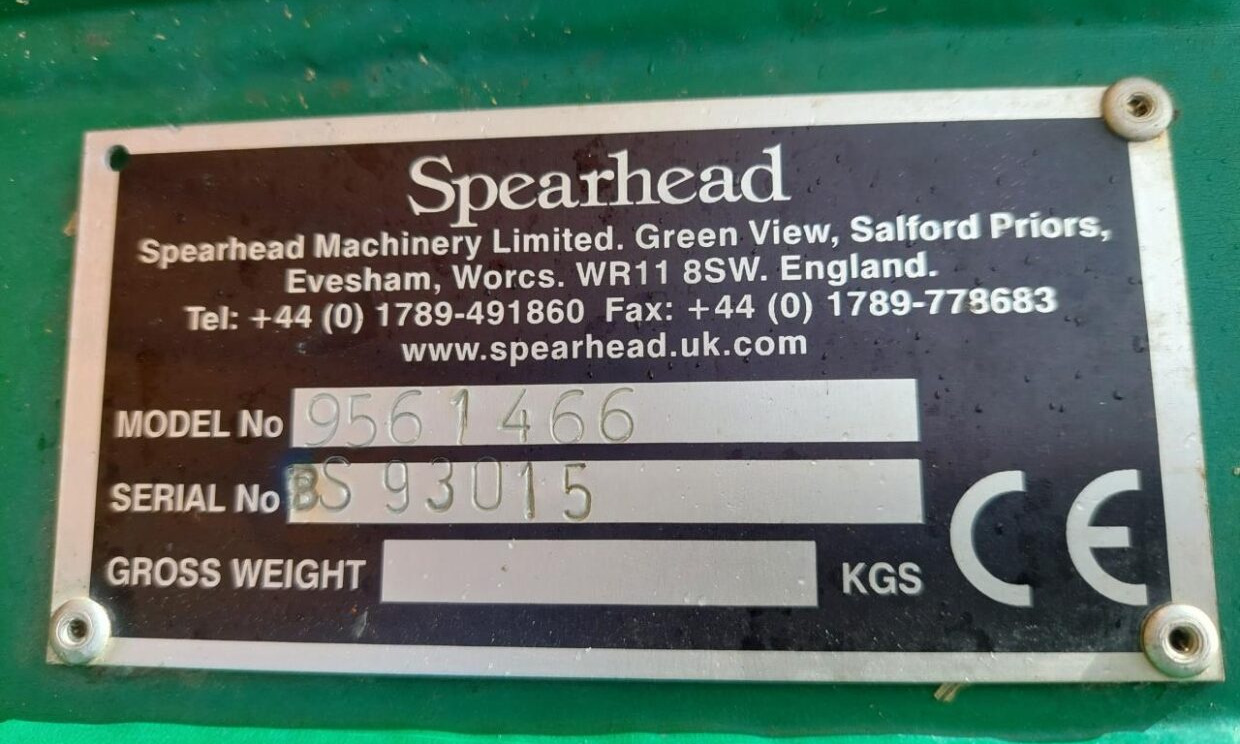 Spearhead
Spearhead Machinery Limited. Green View, Salford Priors,
Evesham, Worcs. WR11 8SW. England.
Tel: +44 (0) 1789-491860 Fax: +44 (0) 1789-778683
www.spearhead.uk.com
MODEL No 9561466
SERIAL No BS 93015
GROSS WEIGHT KGS
CE